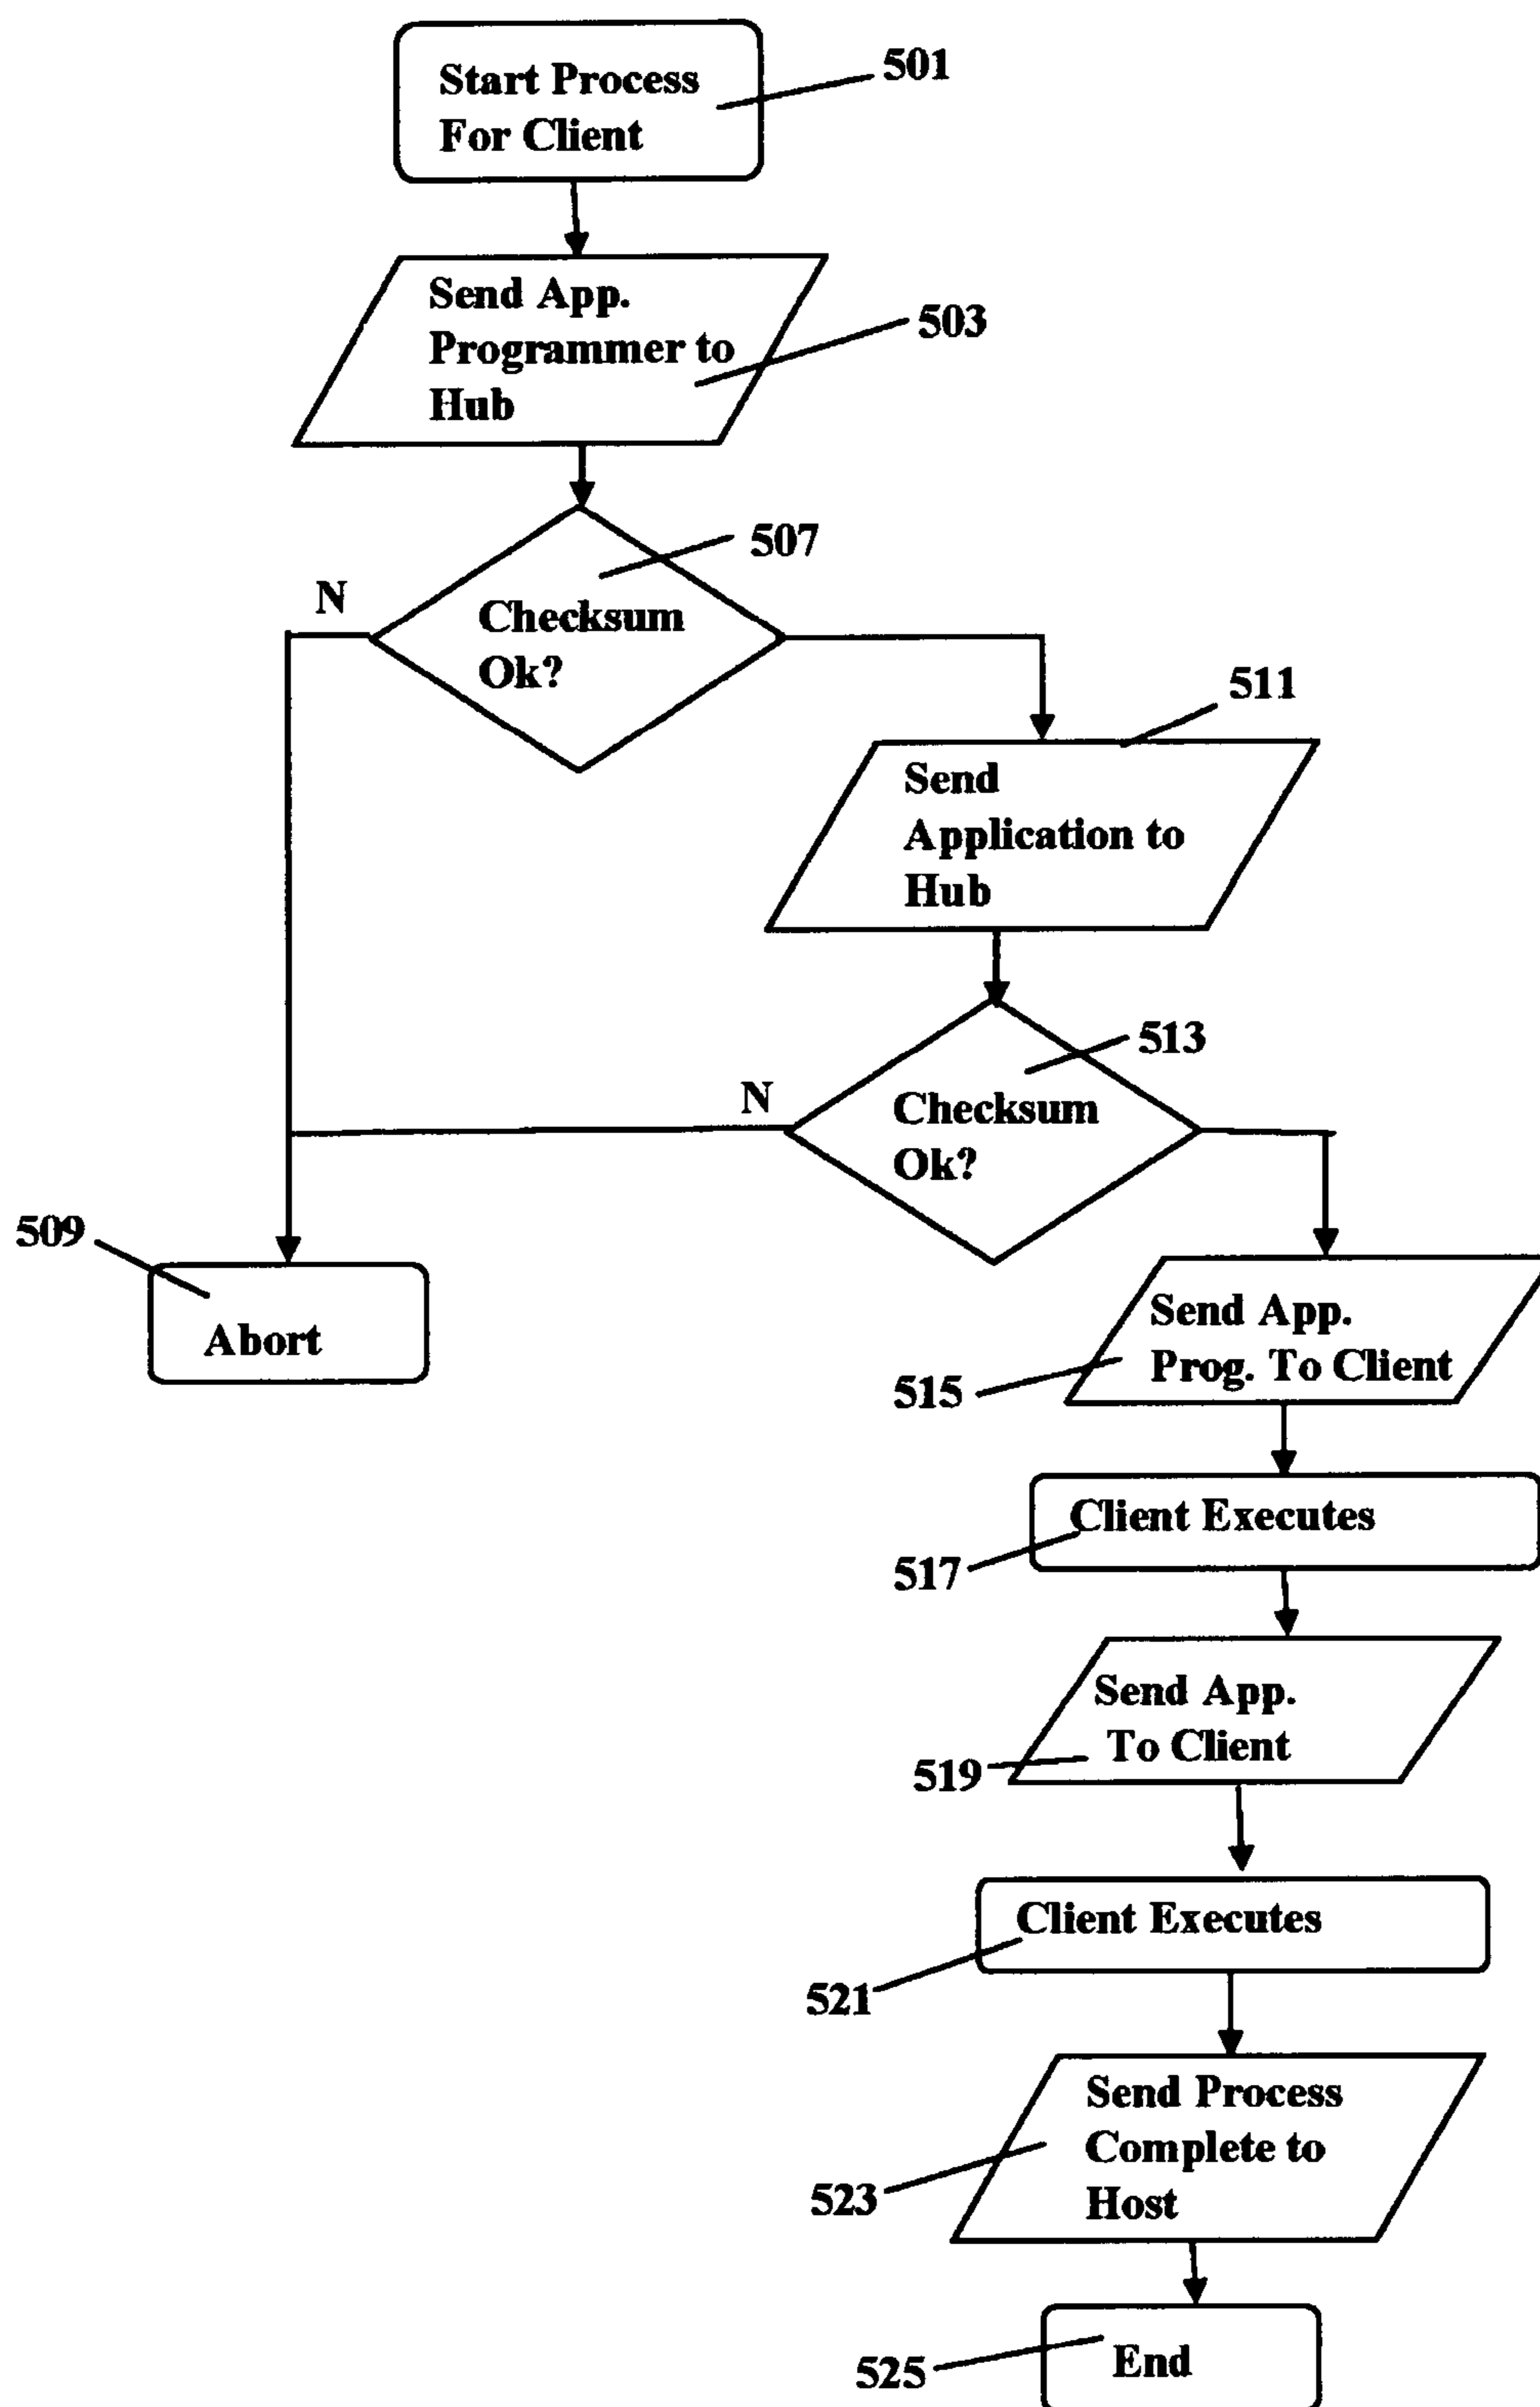 Start Process
For Client
501
Send App.
Programmer to
Hub
503
507
N
Checksum
Ok?
511
Send
Application to
Hub
513
N
Checksum
Ok?
509
Abort
Send App.
Prog. To Client
515
Client Executes
517
Send App.
To Client
519
Client Executes
521
Send Process
Complete to
Host
523
End
525